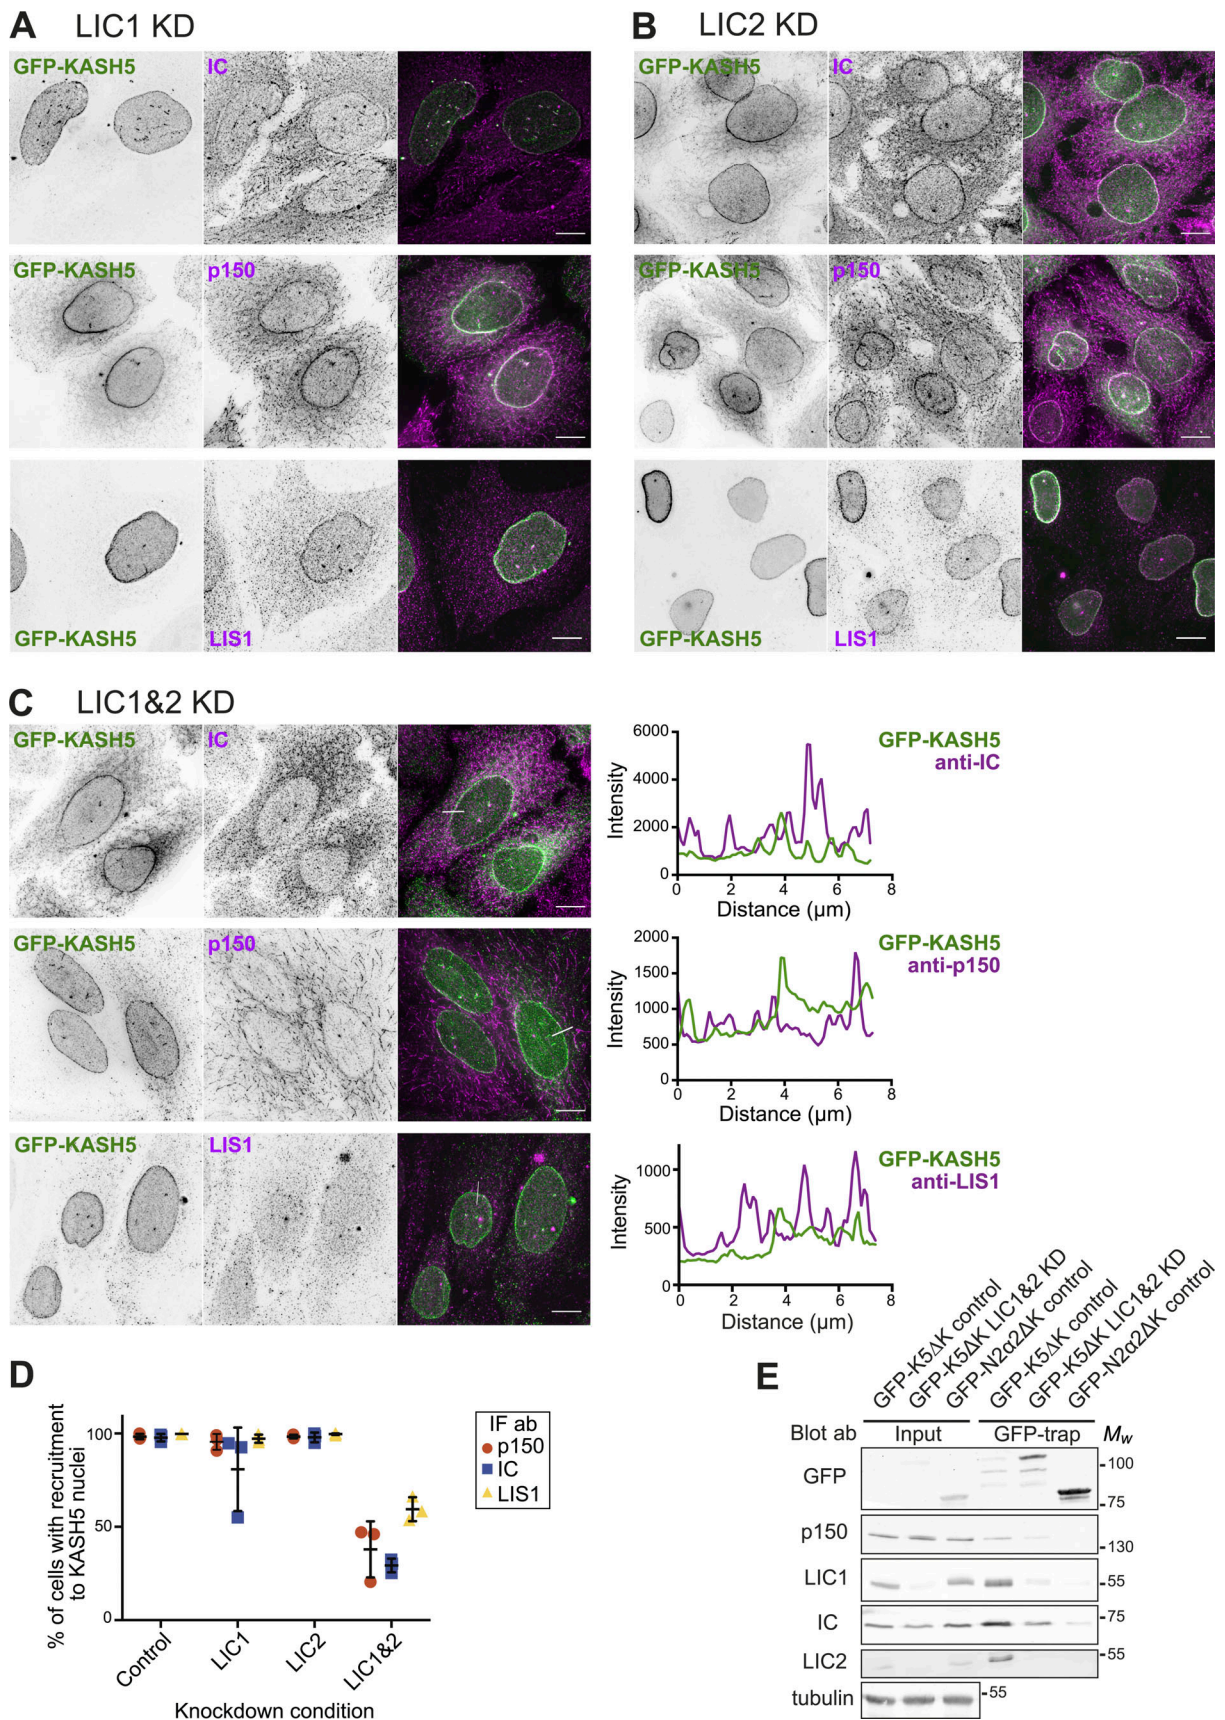 A LIC1 KD
GFP-KASH5 IC
GFP-KASH5 p150
GFP-KASH5 LIS1
B LIC2 KD
GFP-KASH5 IC
GFP-KASH5 p150
GFP-KASH5 LIS1
C LIC1&2 KD
GFP-KASH5 IC
GFP-KASH5 p150
GFP-KASH5 LIS1
GFP-KASH5
anti-IC
Intensity
6000
4000
2000
0
0 2 4 6 8
Distance (μm)
GFP-KASH5
anti-p150
Intensity
2000
1500
1000
500
0
0 2 4 6 8
Distance (μm)
GFP-KASH5
anti-LIS1
Intensity
1000
500
0
0 2 4 6 8
Distance (μm)
D
% of cells with recruitment
to KASH5 nuclei
100
50
0
Control LIC1 LIC2 LIC1&2
Knockdown condition
IF ab
p150
IC
LIS1
E
GFP-K5ΔK control
GFP-K5ΔK LIC1&2 KD
GFP-N2α2ΔK control
GFP-K5ΔK control
GFP-K5ΔK LIC1&2 KD
GFP-N2α2ΔK control
Blot ab Input GFP-trap Mw
GFP -100
-75
p150 -130
LIC1 -55
IC -75
LIC2 -55
tubulin -55